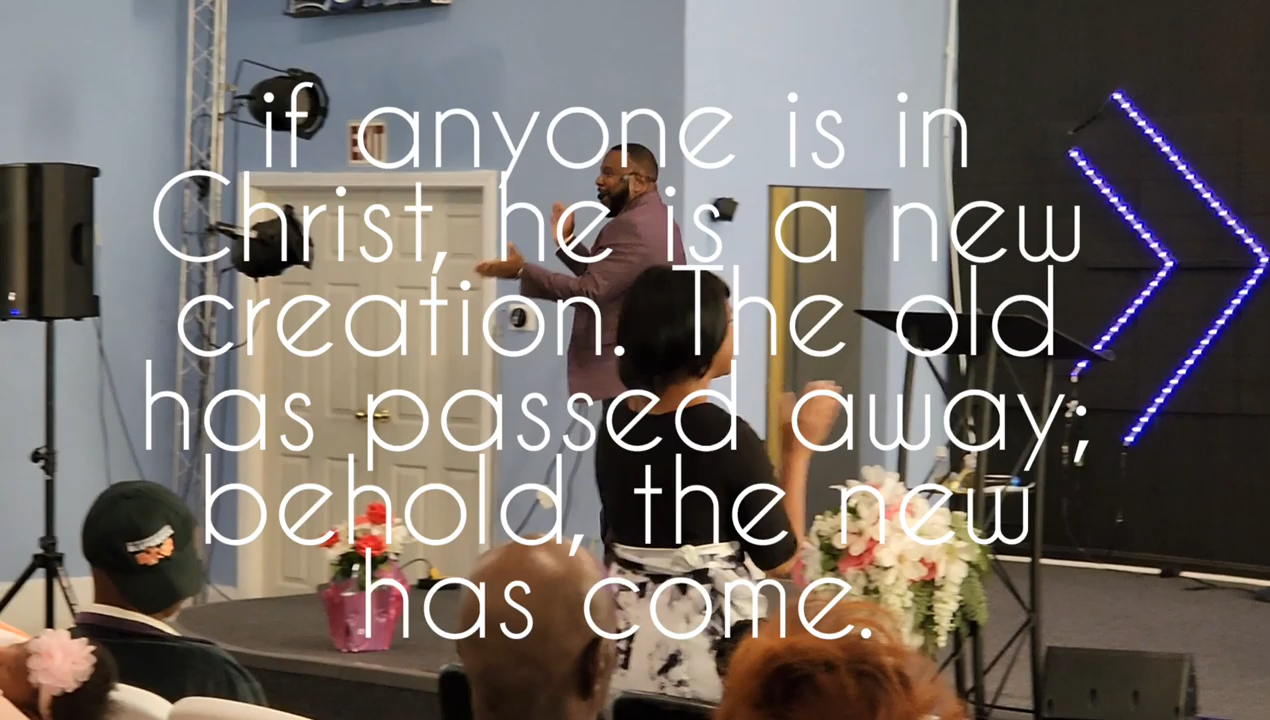 if anyone is in
Christ, he is a new
creation. The old
has passed away;
behold, the new
has come.